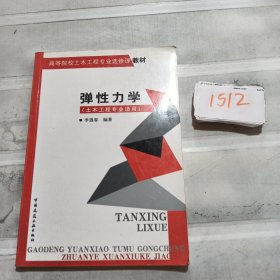 高等院校土木工程专业选修课教材
弹性力学
(土木工程专业适用)
李遇春 编著
1512
TANXING
LIXUE
中国建筑工业出版社
GAODENG YUANXIAO TUMU GONGCHENG
ZHUANYE XUANXIUKE JIAO